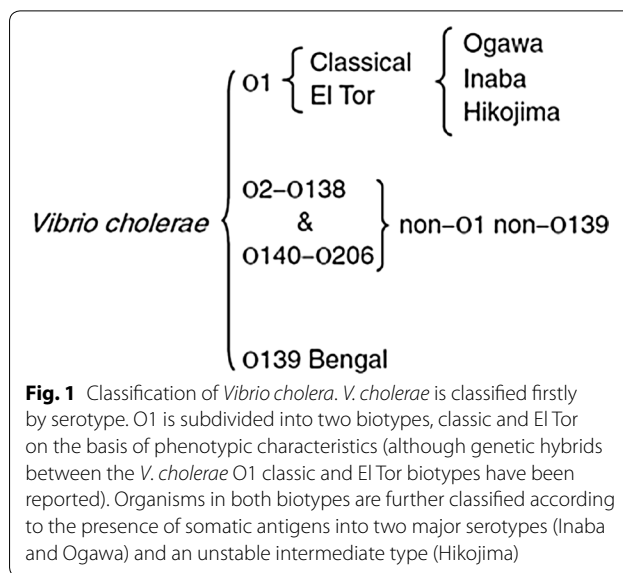 O1
Classical
El Tor
Ogawa
Inaba
Hikojima
Vibrio cholerae
O2–O138
&
O140–O206
non–O1 non–O139
O139 Bengal
Fig. 1 Classification of Vibrio cholera. V. cholerae is classified firstly
by serotype. O1 is subdivided into two biotypes, classic and El Tor
on the basis of phenotypic characteristics (although genetic hybrids
between the V. cholerae O1 classic and El Tor biotypes have been
reported). Organisms in both biotypes are further classified according
to the presence of somatic antigens into two major serotypes (Inaba
and Ogawa) and an unstable intermediate type (Hikojima)